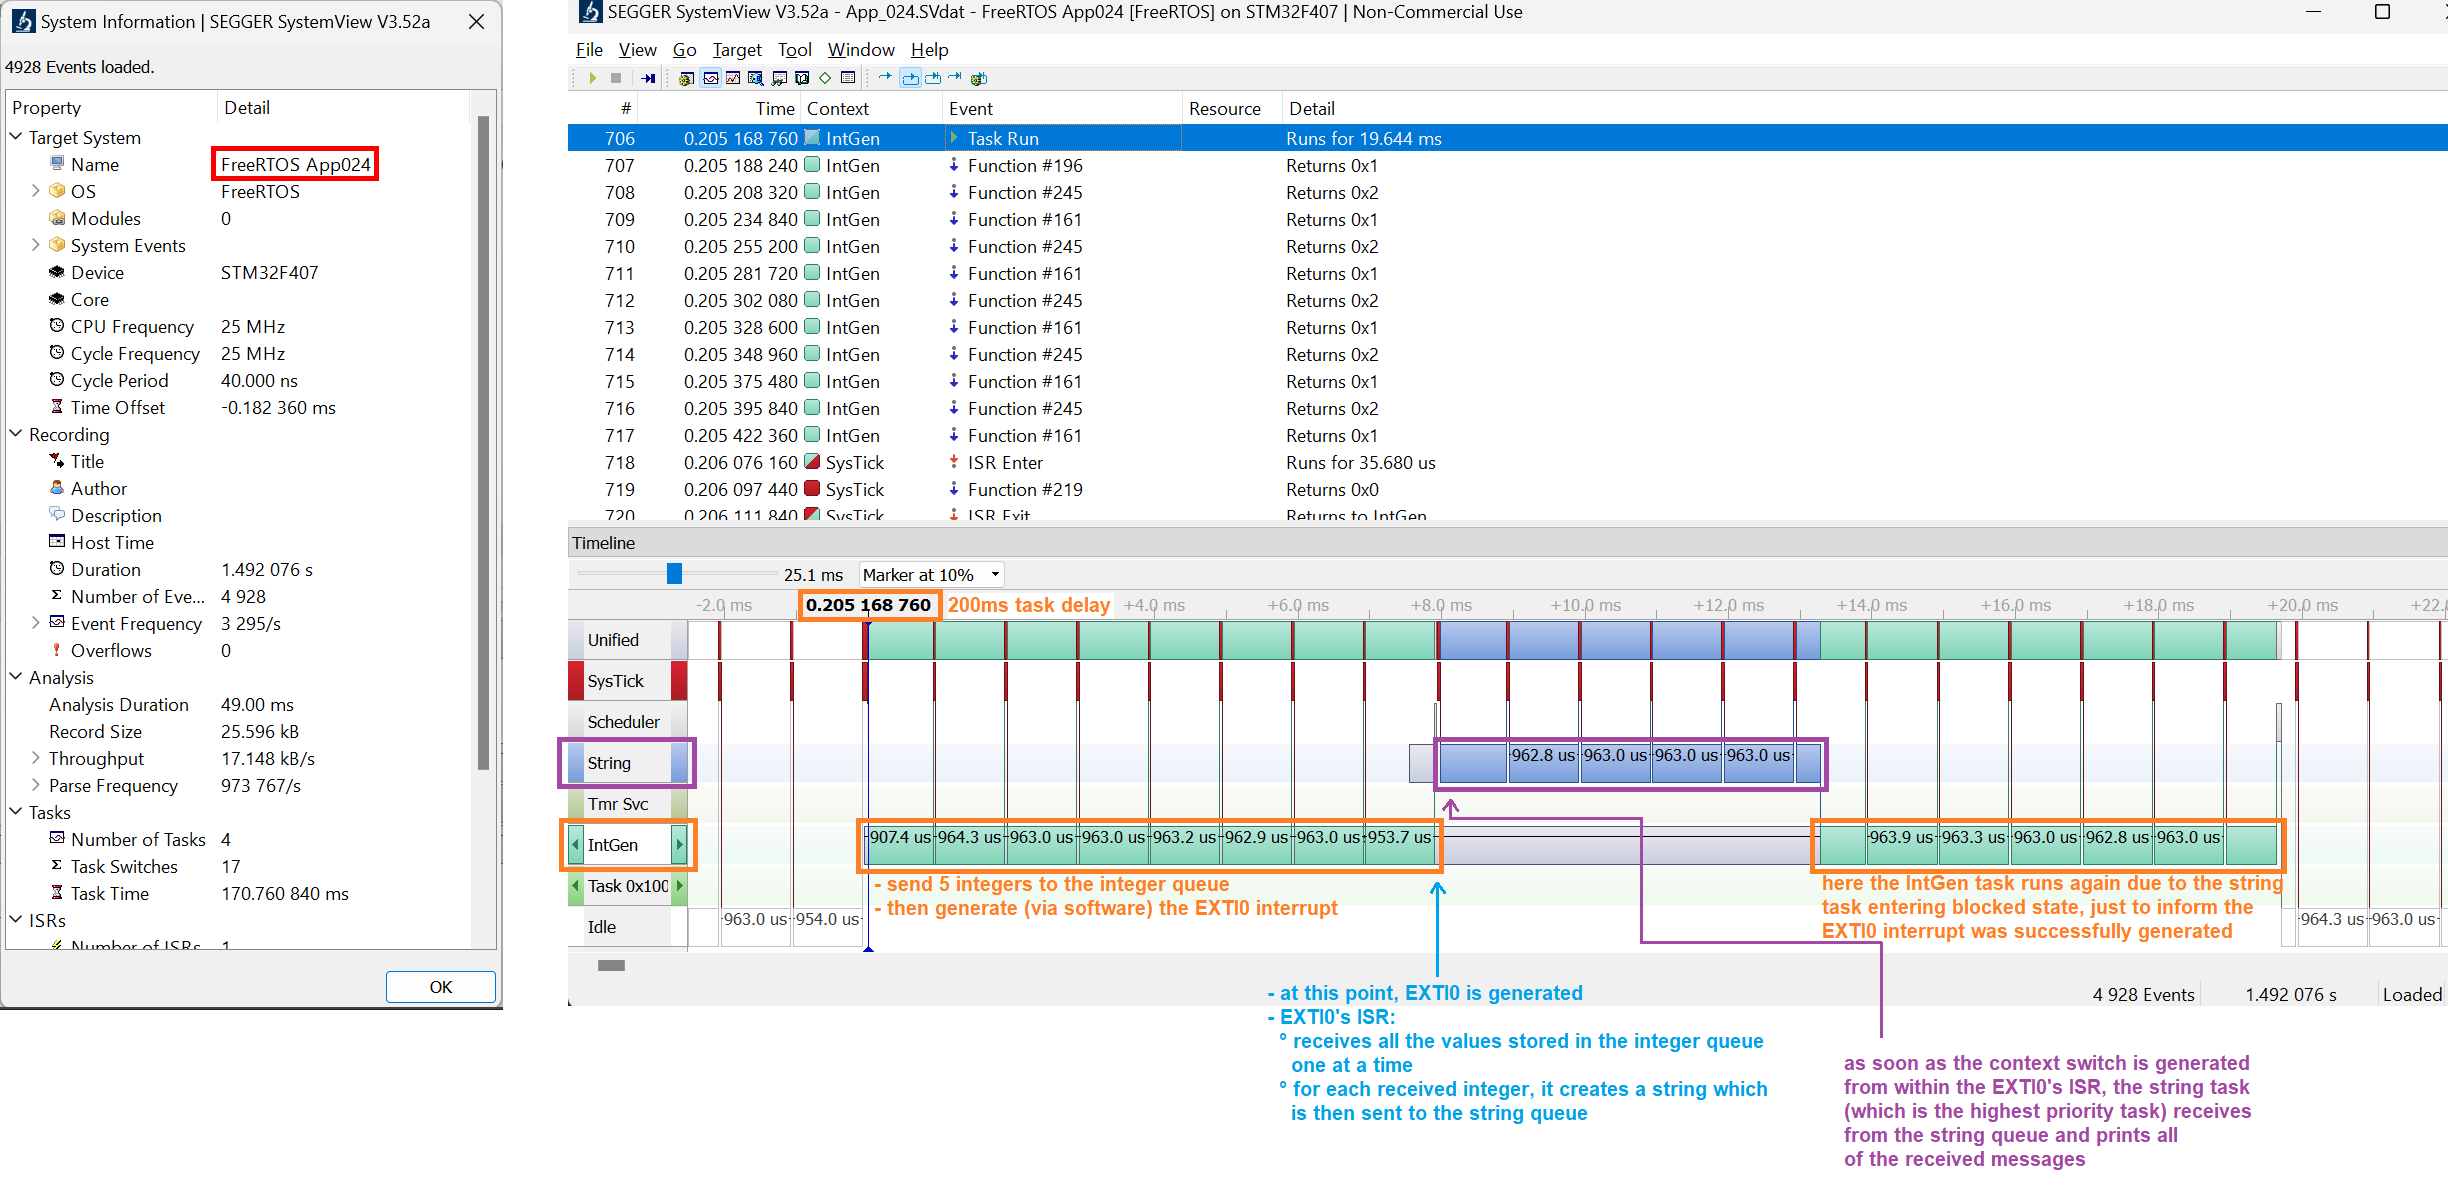 System Information | SEGGER SystemView V3.52a
4928 Events loaded.
Property Detail
Target System
Name FreeRTOS App024
OS FreeRTOS
Modules 0
System Events
Device STM32F407
Core
CPU Frequency 25 MHz
Cycle Frequency 25 MHz
Cycle Period 40.000 ns
Time Offset -0.182 360 ms
Recording
Title
Author
Description
Host Time
Duration 1.492 076 s
Number of Eve... 4 928
Event Frequency 3 295/s
Overflows 0
Analysis
Analysis Duration 49.00 ms
Record Size 25.596 kB
Throughput 17.148 kB/s
Parse Frequency 973 767/s
Tasks
Number of Tasks 4
Task Switches 17
Task Time 170.760 840 ms
ISRs
Number of ISRs 1
OK
SEGGER SystemView V3.52a - App_024.SVdat - FreeRTOS App024 [FreeRTOS] on STM32F407 | Non-Commercial Use
File View Go Target Tool Window Help
# Time Context Event Resource Detail
706 0.205 168 760 IntGen Task Run Runs for 19.644 ms
707 0.205 188 240 IntGen Function #196 Returns 0x1
708 0.205 208 320 IntGen Function #245 Returns 0x2
709 0.205 234 840 IntGen Function #161 Returns 0x1
710 0.205 255 200 IntGen Function #245 Returns 0x2
711 0.205 281 720 IntGen Function #161 Returns 0x1
712 0.205 302 080 IntGen Function #245 Returns 0x2
713 0.205 328 600 IntGen Function #161 Returns 0x1
714 0.205 348 960 IntGen Function #245 Returns 0x2
715 0.205 375 480 IntGen Function #161 Returns 0x1
716 0.205 395 840 IntGen Function #245 Returns 0x2
717 0.205 422 360 IntGen Function #161 Returns 0x1
718 0.206 076 160 SysTick ISR Enter Runs for 35.680 us
719 0.206 097 440 SysTick Function #219 Returns 0x0
720 0.206 111 840 SysTick ISR Exit Returns to IntGen
Timeline
25.1 ms Marker at 10%
-2.0 ms 0.205 168 760 200ms task delay +4.0 ms +6.0 ms +8.0 ms +10.0 ms +12.0 ms +14.0 ms +16.0 ms +18.0 ms +20.0 ms +22.0
Unified
SysTick
Scheduler
String 962.8 us 963.0 us 963.0 us 963.0 us
Tmr Svc
IntGen 907.4 us 964.3 us 963.0 us 963.0 us 963.2 us 962.9 us 963.0 us 953.7 us 963.9 us 963.3 us 963.0 us 962.8 us 963.0 us
Task 0x100
Idle 963.0 us 954.0 us 964.3 us 963.0 us
- send 5 integers to the integer queue
- then generate (via software) the EXTI0 interrupt
here the IntGen task runs again due to the string
task entering blocked state, just to inform the
EXTI0 interrupt was successfully generated
4 928 Events 1.492 076 s Loaded
- at this point, EXTI0 is generated
- EXTI0's ISR:
° receives all the values stored in the integer queue
one at a time
° for each received integer, it creates a string which
is then sent to the string queue
as soon as the context switch is generated
from within the EXTI0's ISR, the string task
(which is the highest priority task) receives
from the string queue and prints all
of the received messages